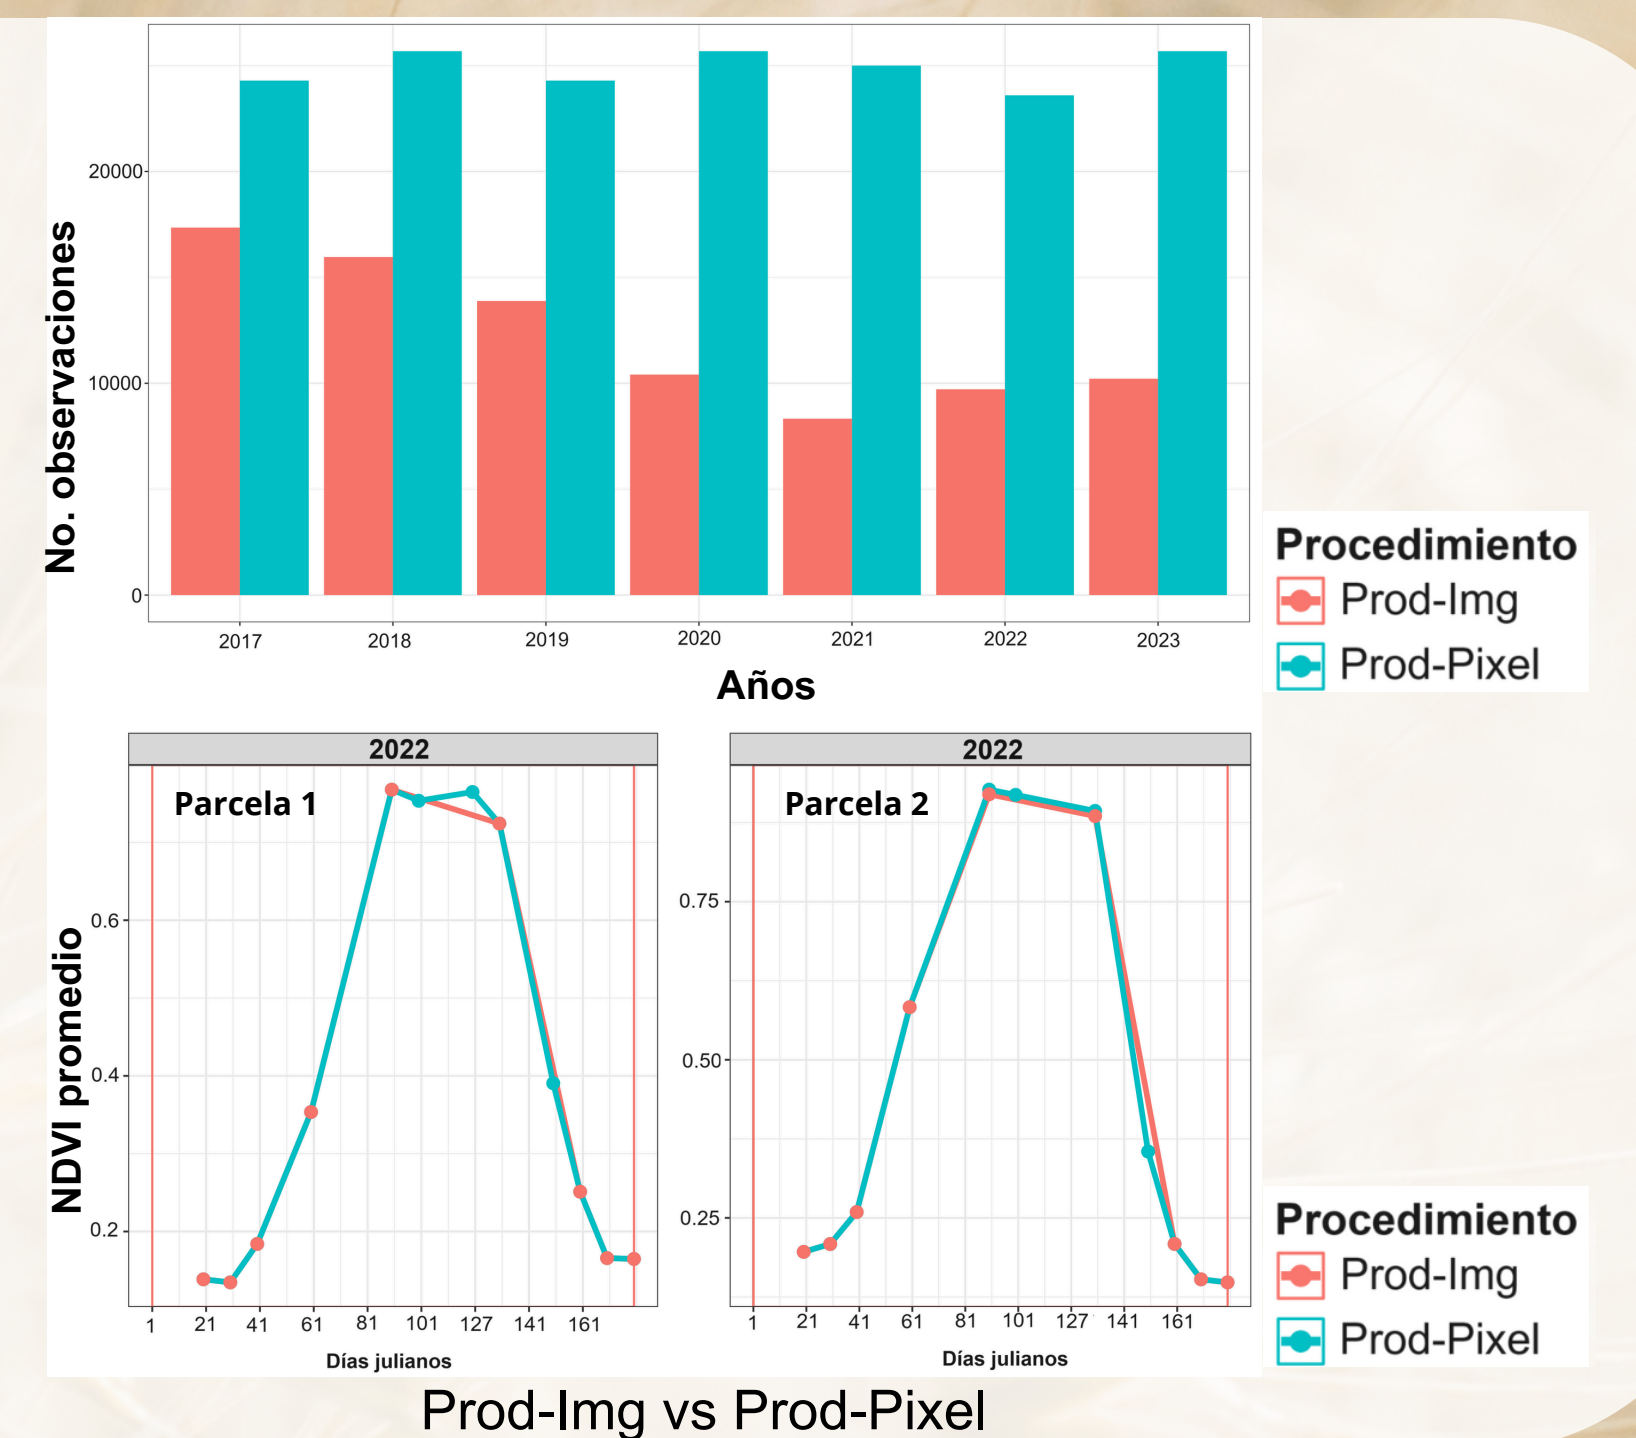 20000
10000
0
No. observaciones
2017 2018 2019 2020 2021 2022 2023
Años
Procedimiento
Prod-Img
Prod-Pixel
2022
Parcela 1
0.6
0.4
0.2
NDVI promedio
1 21 41 61 81 101 127 141 161
Días julianos
2022
Parcela 2
0.75
0.50
0.25
1 21 41 61 81 101 127 141 161
Días julianos
Procedimiento
Prod-Img
Prod-Pixel
Prod-Img vs Prod-Pixel